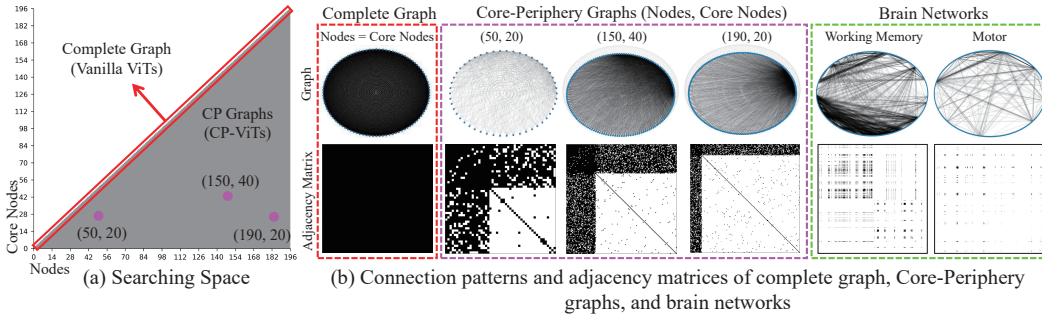 196
182
168
154
140
126
112
98
84
70
56
42
28
14
0
Core Nodes
Complete Graph
(Vanilla ViTs)
CP Graphs
(CP-ViTs)
(150, 40)
(50, 20)
(190, 20)
0 14 28 42 56 70 84 98 112 126 140 154 168 182 196
Nodes
(a) Searching Space
Complete Graph
Core-Periphery Graphs (Nodes, Core Nodes)
Brain Networks
Nodes = Core Nodes
(50, 20)
(150, 40)
(190, 20)
Working Memory
Motor
Graph
Adjacency Matrix
(b) Connection patterns and adjacency matrices of complete graph, Core-Periphery
graphs, and brain networks